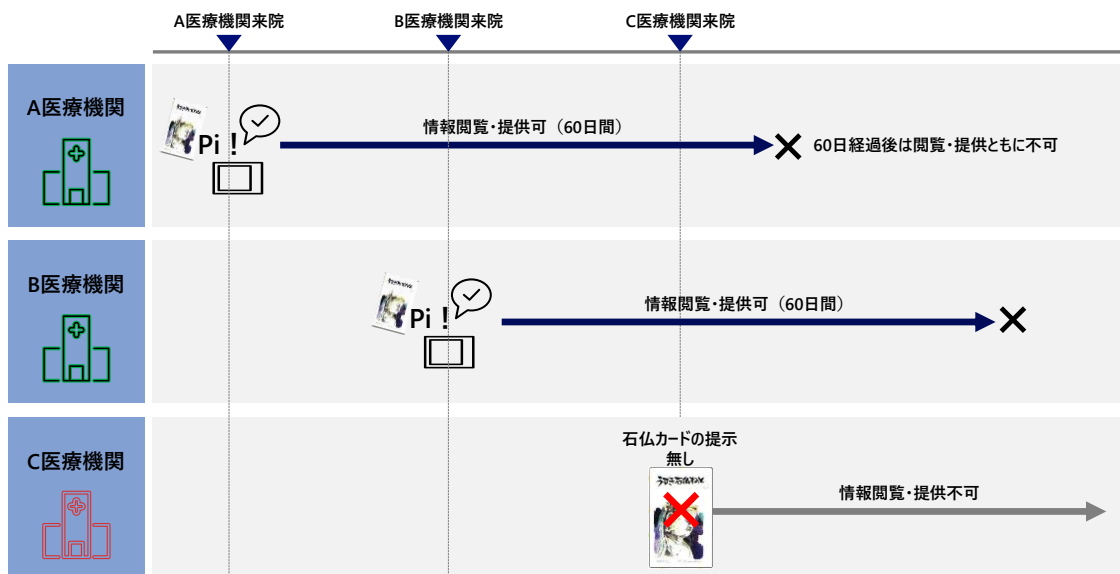 A医療機関来院
B医療機関来院
C医療機関来院
A医療機関
Pi！
情報閲覧・提供可（60日間）
60日経過後は閲覧・提供ともに不可
B医療機関
Pi！
情報閲覧・提供可（60日間）
C医療機関
石仏カードの提示
無し
情報閲覧・提供不可